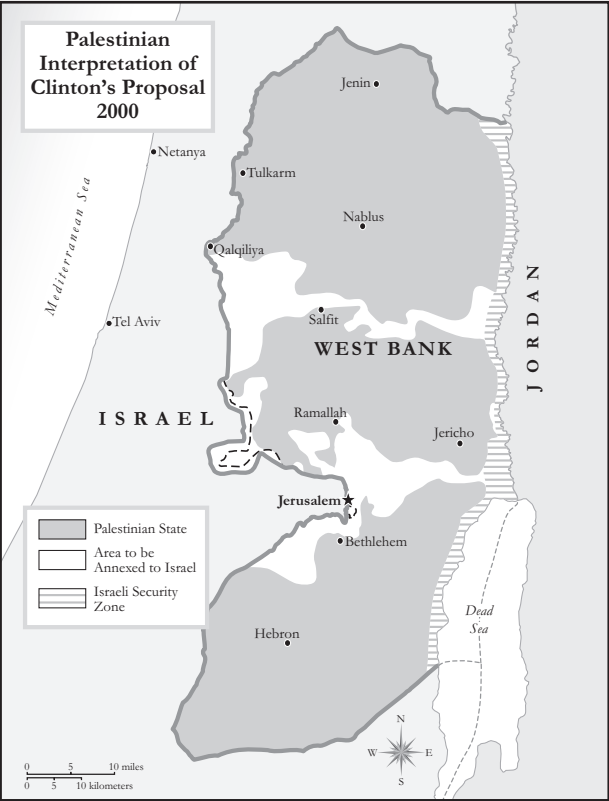 Palestinian
Interpretation of
Clinton's Proposal
2000
Jenin
Netanya
Tulkarm
Mediterranean Sea
Nablus
Qalqiliya
JORDAN
Salfit
Tel Aviv
WEST BANK
ISRAEL
Ramallah
Jericho
Jerusalem
Palestinian State
Bethlehem
Area to be
Annexed to Israel
Israeli Security
Zone
Dead
Sea
Hebron
N
W E
S
0 5 10 miles
0 5 10 kilometers